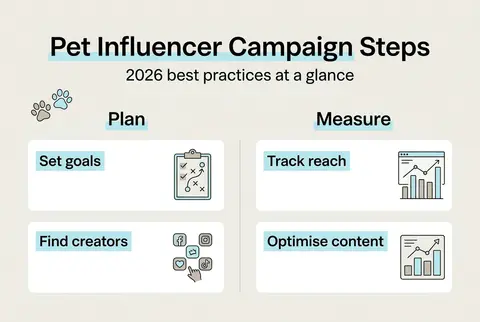 Pet Influencer Campaign Steps
2026 best practices at a glance
Plan
Set goals
Find creators
Measure
Track reach
Optimise content